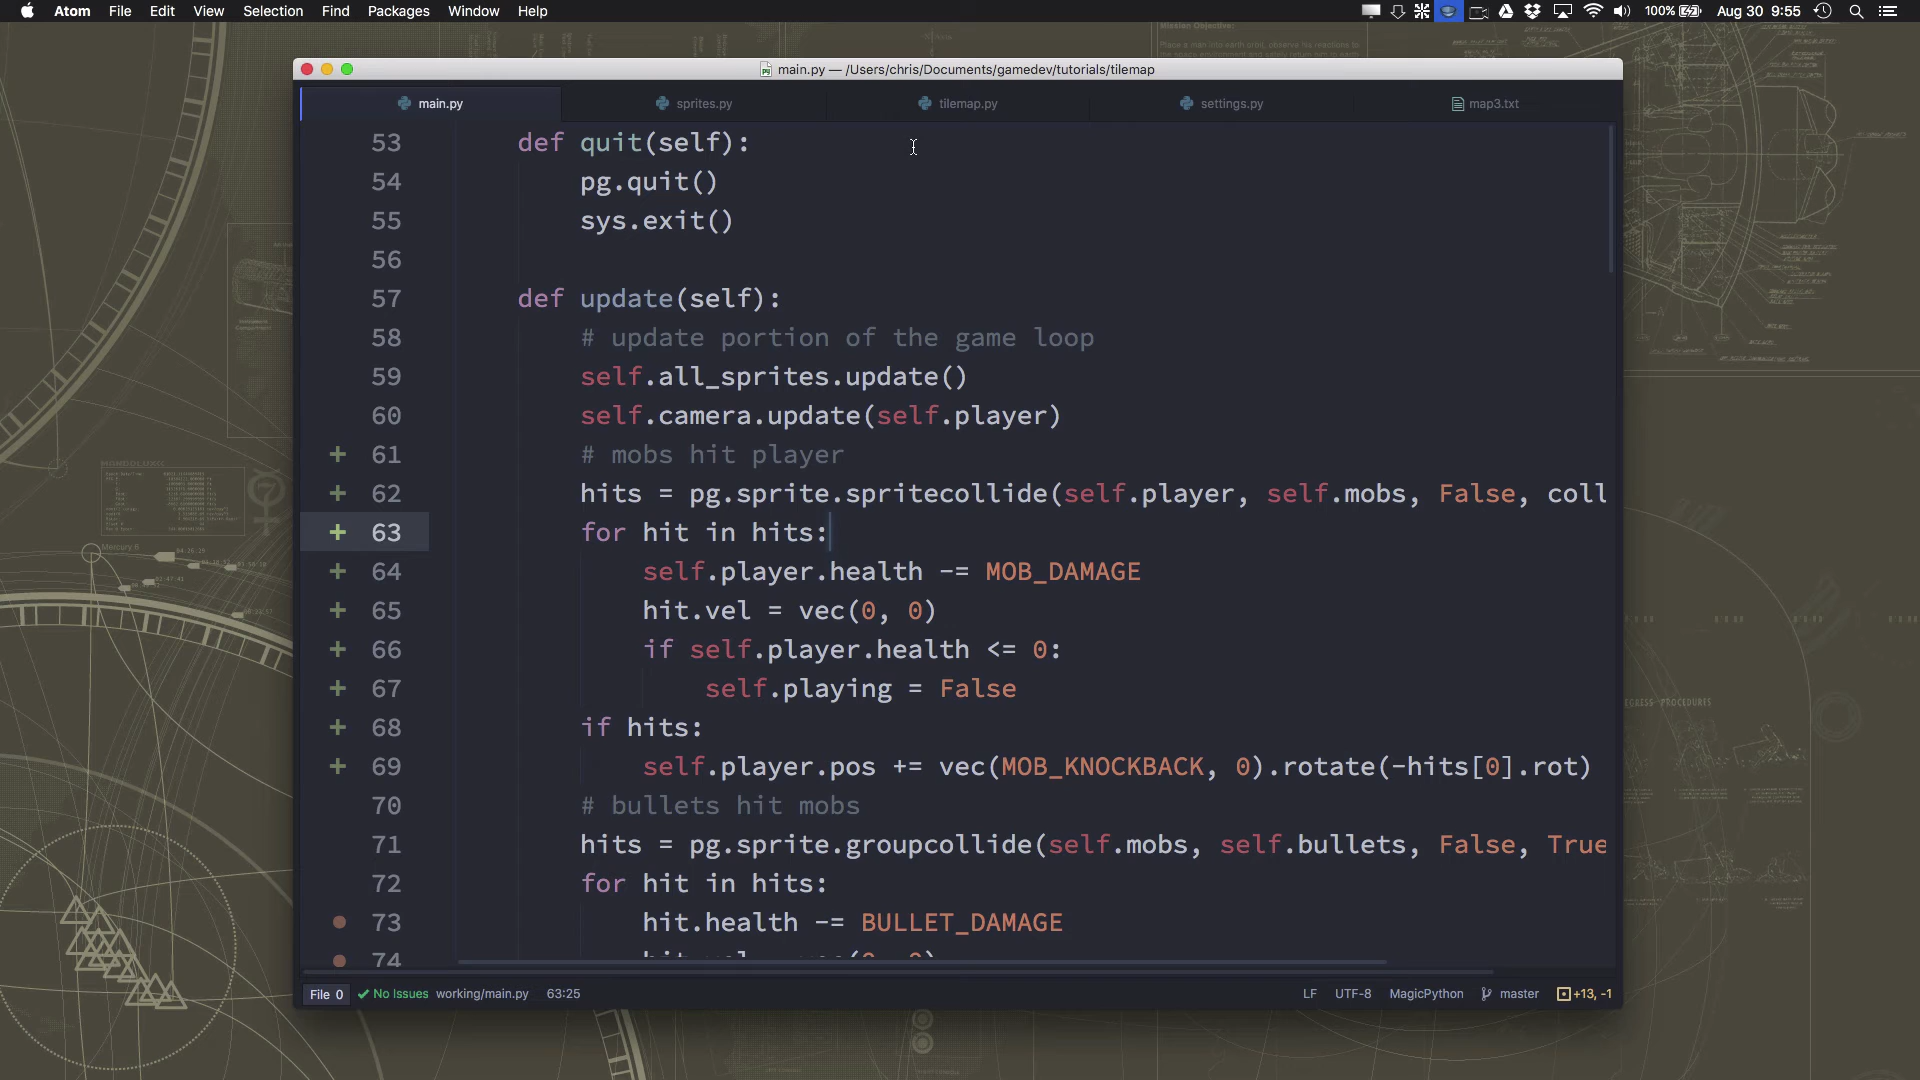 Atom File Edit View Selection Find Packages Window Help 100% Aug 30 9:55
main.py — /Users/chris/Documents/gamedev/tutorials/tilemap
main.py sprites.py tilemap.py settings.py map3.txt
53 def quit(self):
54 pg.quit()
55 sys.exit()
56
57 def update(self):
58 # update portion of the game loop
59 self.all_sprites.update()
60 self.camera.update(self.player)
+ 61 # mobs hit player
+ 62 hits = pg.sprite.spritecollide(self.player, self.mobs, False, coll
+ 63 for hit in hits:
+ 64 self.player.health -= MOB_DAMAGE
+ 65 hit.vel = vec(0, 0)
+ 66 if self.player.health <= 0:
+ 67 self.playing = False
+ 68 if hits:
+ 69 self.player.pos += vec(MOB_KNOCKBACK, 0).rotate(-hits[0].rot)
70 # bullets hit mobs
71 hits = pg.sprite.groupcollide(self.mobs, self.bullets, False, True
72 for hit in hits:
73 hit.health -= BULLET_DAMAGE
74
File 0 No Issues working/main.py 63:25 LF UTF-8 MagicPython master +13, -1